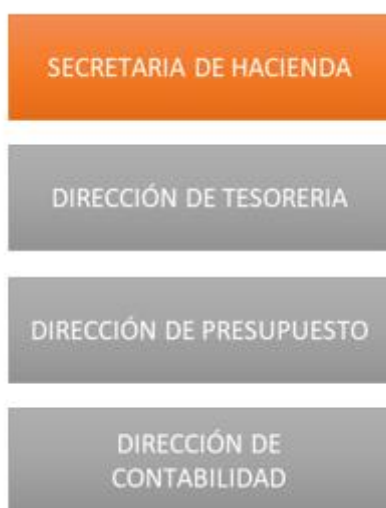 SECRETARIA DE HACIENDA
DIRECCIÓN DE TESORERIA
DIRECCIÓN DE PRESUPUESTO
DIRECCIÓN DE
CONTABILIDAD